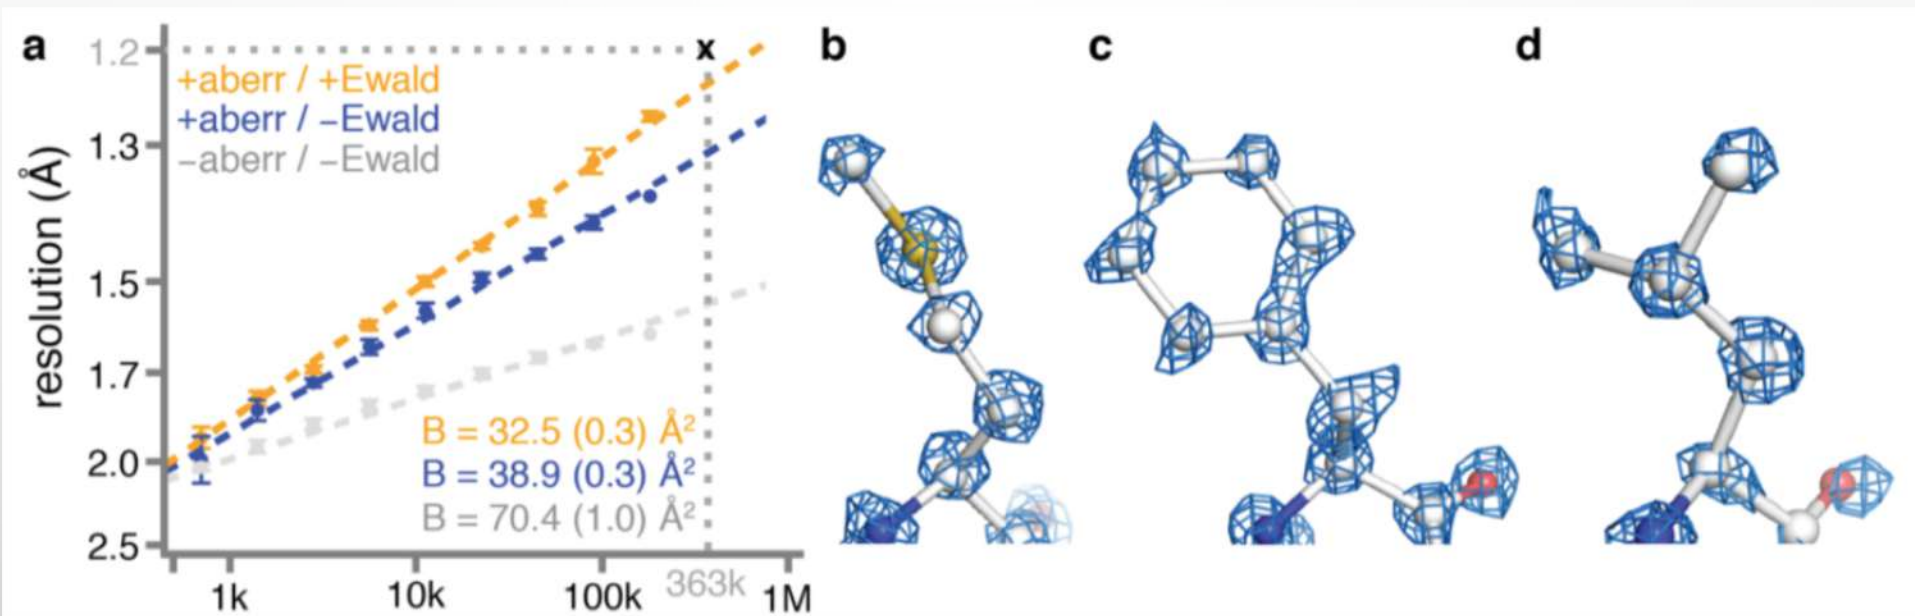 a
b
c
d
1.2
x
+aberr / +Ewald
+aberr / −Ewald
−aberr / −Ewald
1.3
1.5
1.7
2.0
2.5
resolution (Å)
B = 32.5 (0.3) Å²
B = 38.9 (0.3) Å²
B = 70.4 (1.0) Å²
1k
10k
100k
363k
1M